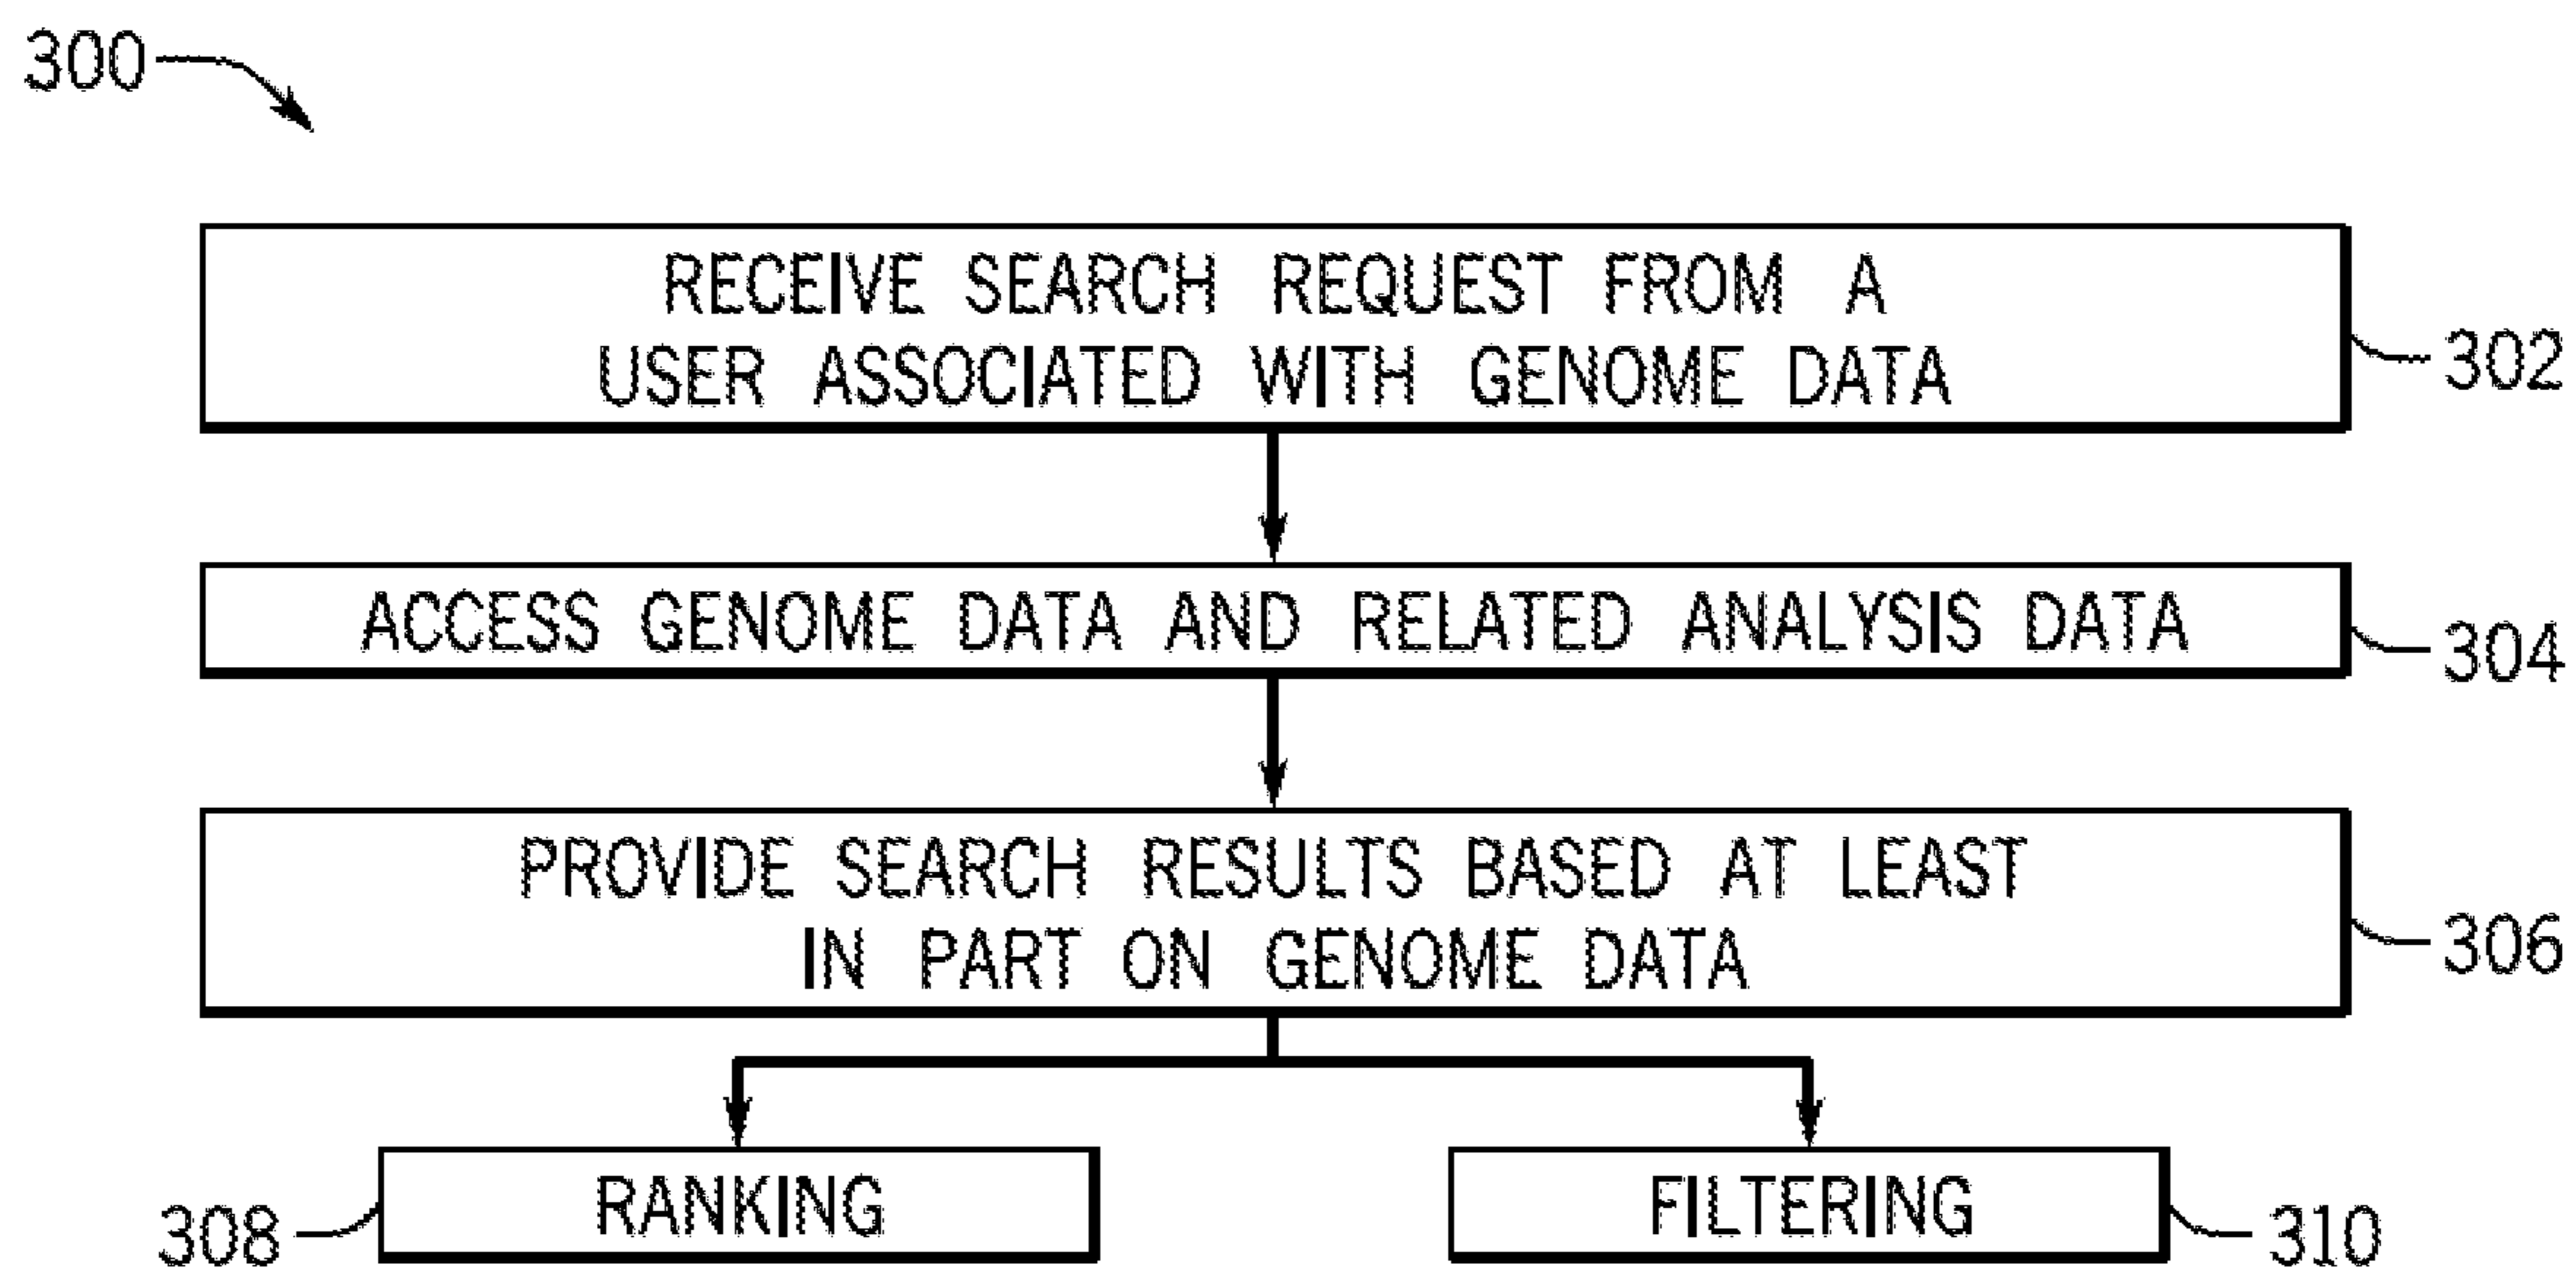 300
RECEIVE SEARCH REQUEST FROM A
USER ASSOCIATED WITH GENOME DATA
302
ACCESS GENOME DATA AND RELATED ANALYSIS DATA
304
PROVIDE SEARCH RESULTS BASED AT LEAST
IN PART ON GENOME DATA
306
308
RANKING
FILTERING
310